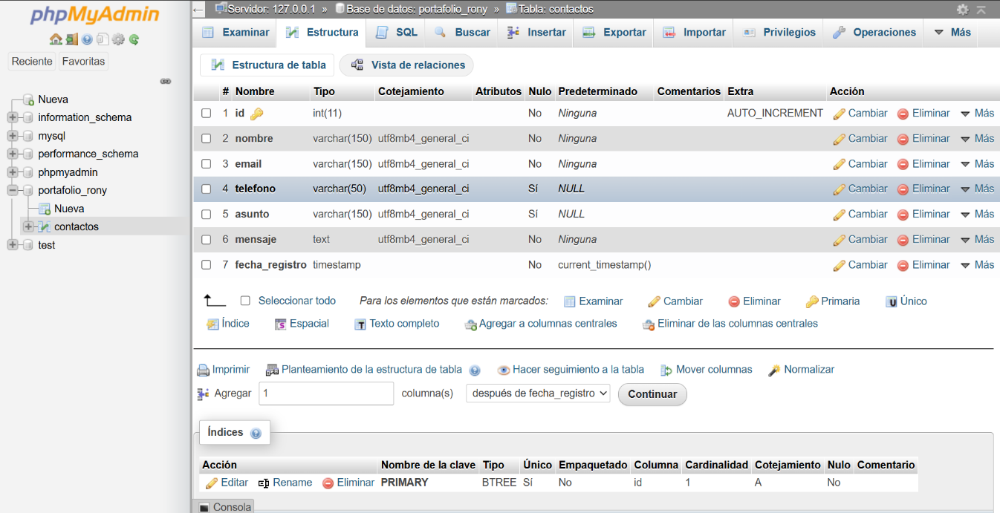 phpMyAdmin
Reciente Favoritas
Nueva
information_schema
mysql
performance_schema
phpmyadmin
portafolio_rony
Nueva
contactos
test
← Servidor: 127.0.0.1 » Base de datos: portafolio_rony » Tabla: contactos
Examinar Estructura SQL Buscar Insertar Exportar Importar Privilegios Operaciones Más
Estructura de tabla Vista de relaciones
# Nombre Tipo Cotejamiento Atributos Nulo Predeterminado Comentarios Extra Acción
1 id int(11) No Ninguna AUTO_INCREMENT Cambiar Eliminar Más
2 nombre varchar(150) utf8mb4_general_ci No Ninguna Cambiar Eliminar Más
3 email varchar(150) utf8mb4_general_ci No Ninguna Cambiar Eliminar Más
4 telefono varchar(50) utf8mb4_general_ci Sí NULL Cambiar Eliminar Más
5 asunto varchar(150) utf8mb4_general_ci Sí NULL Cambiar Eliminar Más
6 mensaje text utf8mb4_general_ci No Ninguna Cambiar Eliminar Más
7 fecha_registro timestamp No current_timestamp() Cambiar Eliminar Más
Seleccionar todo Para los elementos que están marcados: Examinar Cambiar Eliminar Primaria Único
Índice Espacial Texto completo Agregar a columnas centrales Eliminar de las columnas centrales
Imprimir Planteamiento de la estructura de tabla Hacer seguimiento a la tabla Mover columnas Normalizar
Agregar 1 columna(s) después de fecha_registro Continuar
Índices
Acción Nombre de la clave Tipo Único Empaquetado Columna Cardinalidad Cotejamiento Nulo Comentario
Editar Rename Eliminar PRIMARY BTREE Sí No id 1 A No
Consola